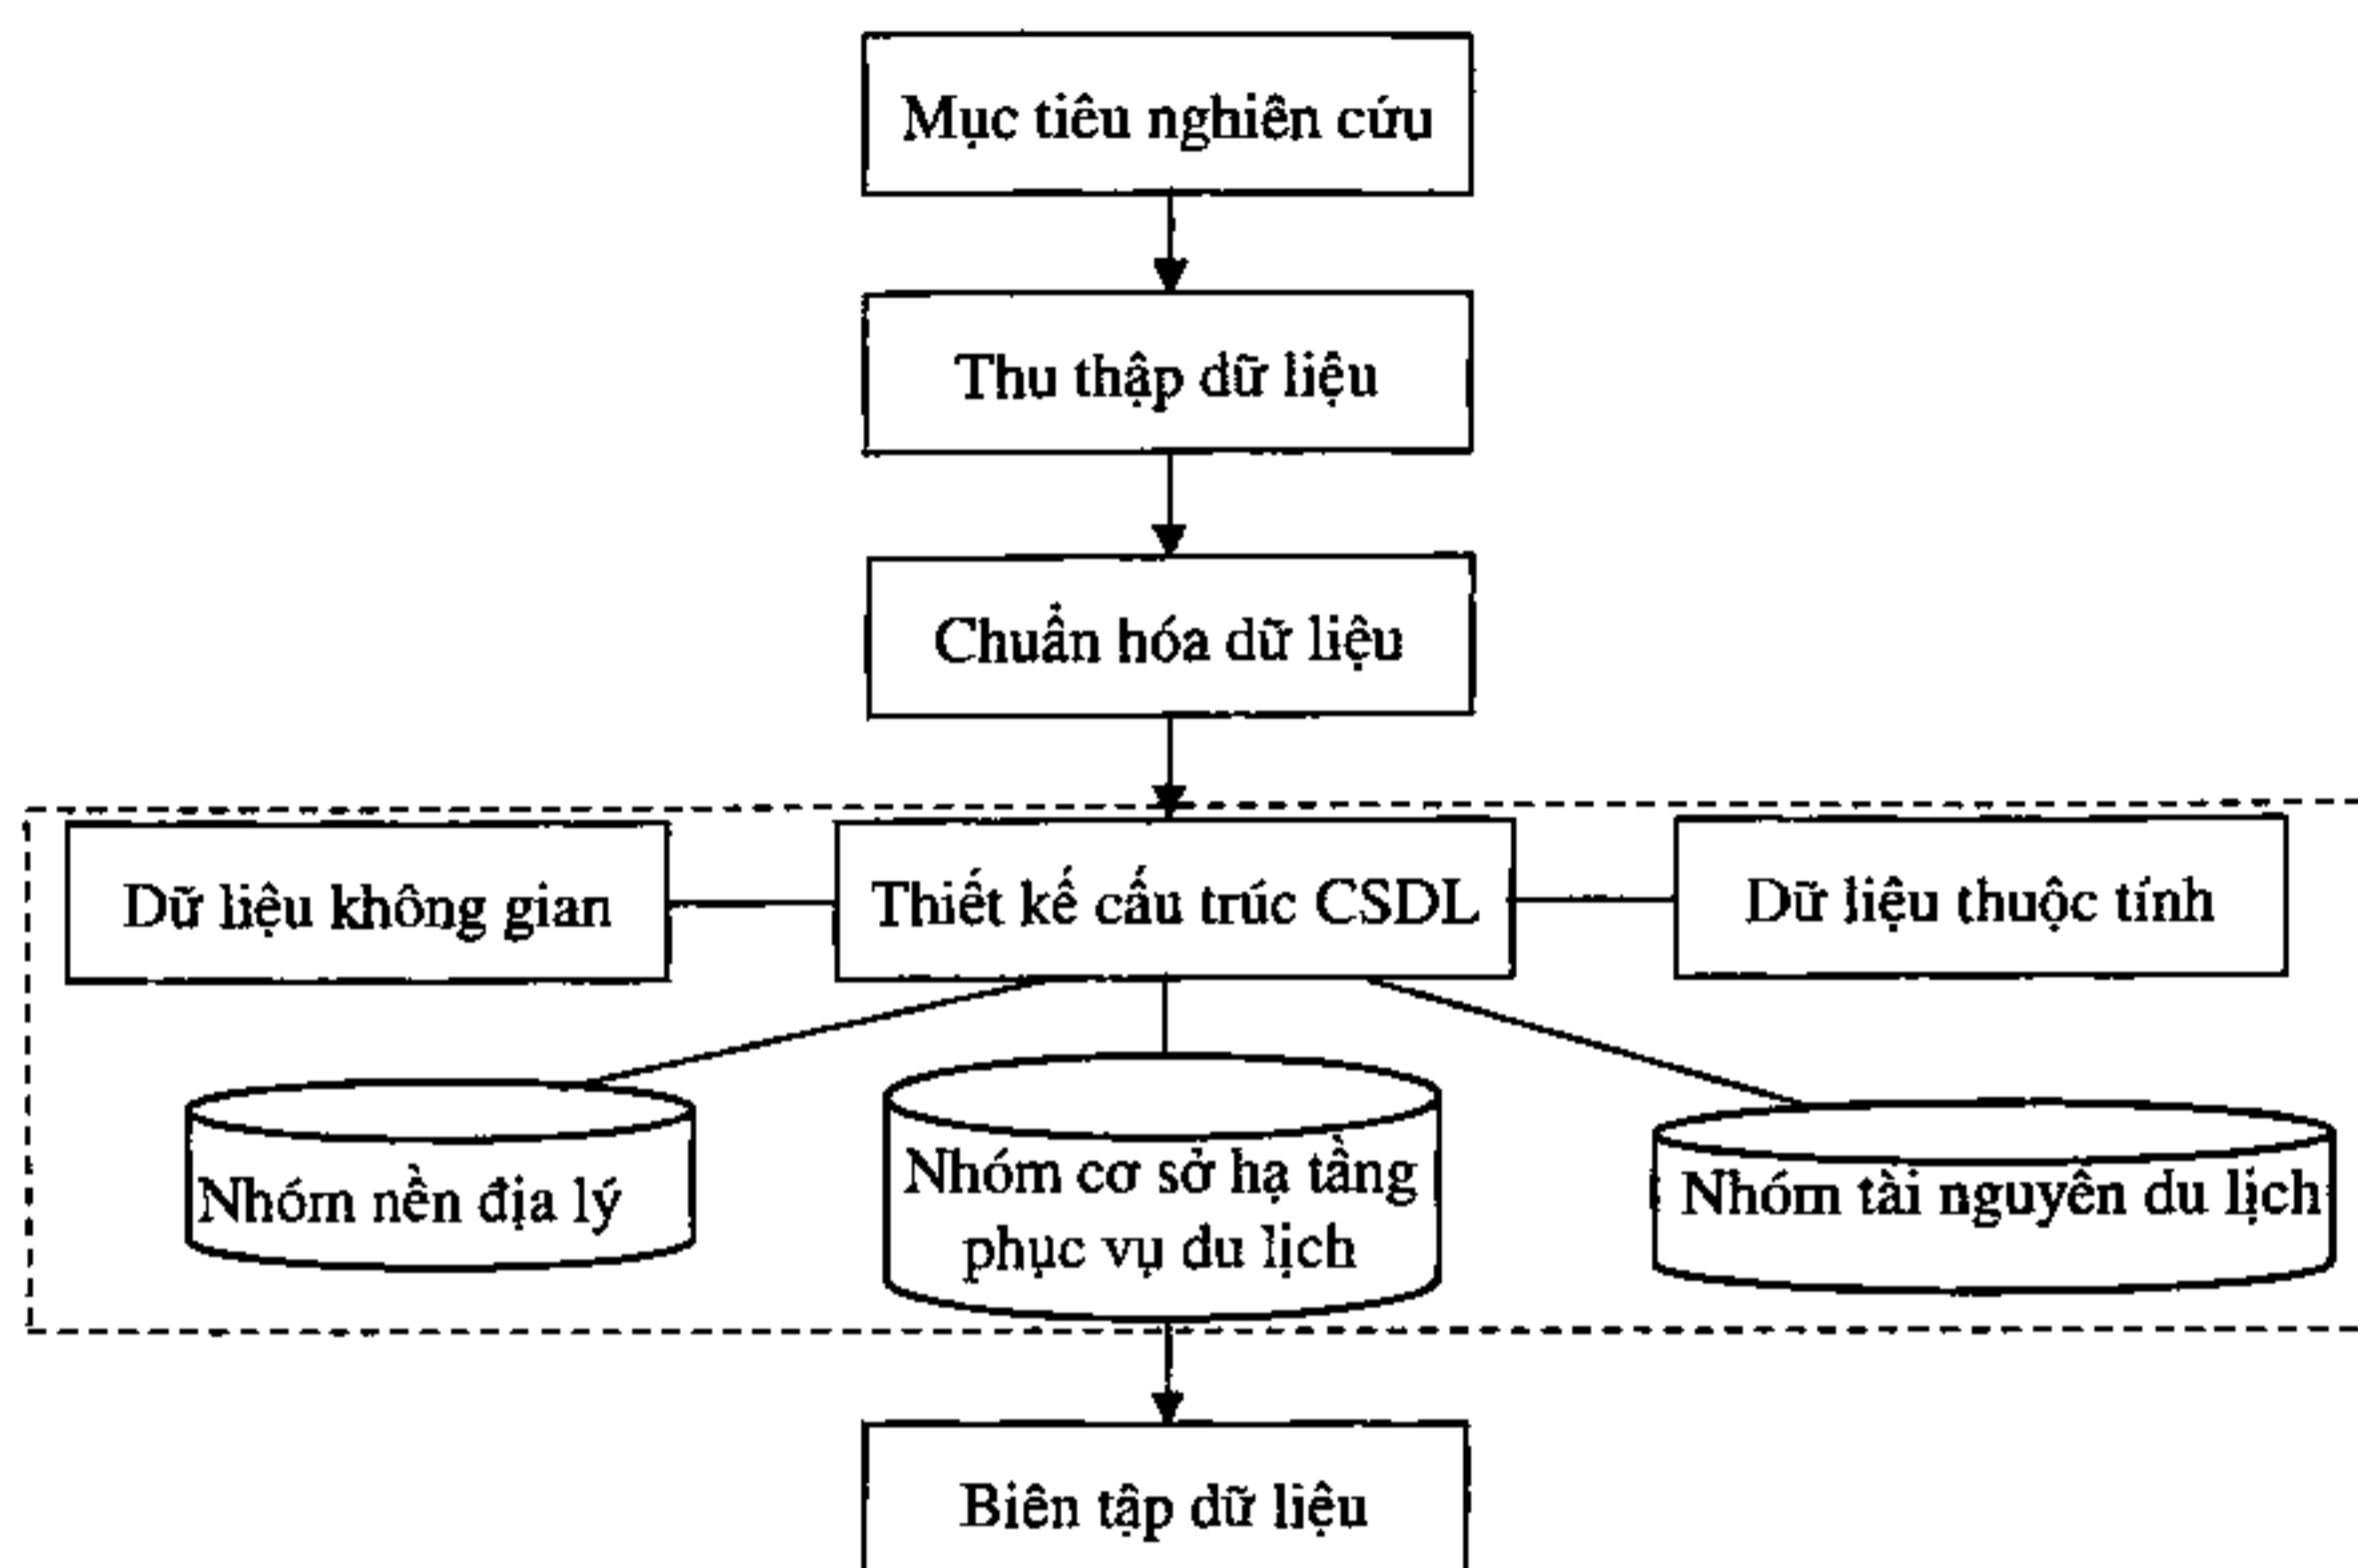 Mục tiêu nghiên cứu
Thu thập dữ liệu
Chuẩn hóa dữ liệu
Dữ liệu không gian
Thiết kế cấu trúc CSDL
Dữ liệu thuộc tính
Nhóm nền địa lý
Nhóm cơ sở hạ tầng
phục vụ du lịch
Nhóm tài nguyên du lịch
Biên tập dữ liệu